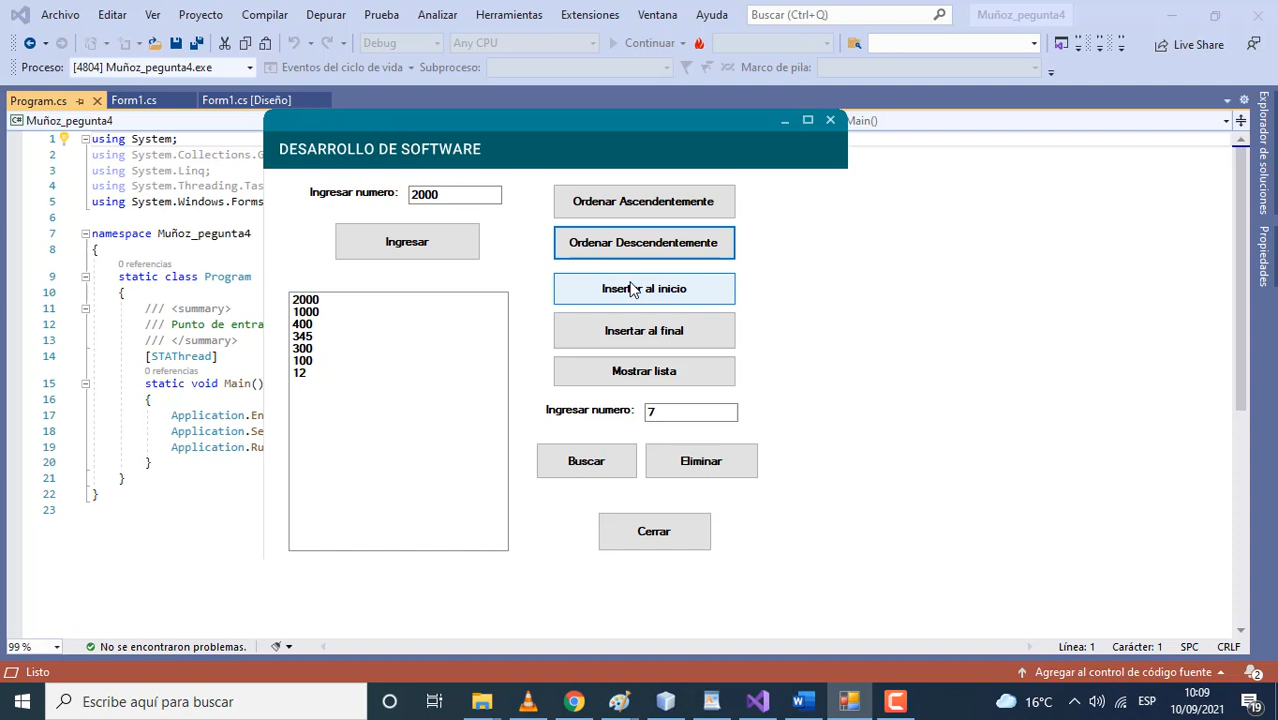 Archivo Editar Ver Proyecto Compilar Depurar Prueba Analizar Herramientas Extensiones Ventana Ayuda Buscar (Ctrl+Q) Muñoz_pegunta4
Debug Any CPU Continuar Live Share
Proceso: [4804] Muñoz_pegunta4.exe Eventos del ciclo de vida Subproceso: Marco de pila:
Program.cs Form1.cs Form1.cs [Diseño]
Muñoz_pegunta4 Main()
DESARROLLO DE SOFTWARE
Ingresar numero: 2000
Ingresar
2000
1000
400
345
300
100
12
Ordenar Ascendentemente
Ordenar Descendentemente
Insertar al inicio
Insertar al final
Mostrar lista
Ingresar numero: 7
Buscar Eliminar
Cerrar
1 using System;
2 using System.Collections.G
3 using System.Linq;
4 using System.Threading.Tas
5 using System.Windows.Forms
6
7 namespace Muñoz_pegunta4
8 {
0 referencias
9 static class Program
10 {
11 /// <summary>
12 /// Punto de entra
13 /// </summary>
14 [STAThread]
0 referencias
15 static void Main()
16 {
17 Application.En
18 Application.Se
19 Application.Ru
20 }
21 }
22 }
23
Explorador de soluciones
Propiedades
99 % No se encontraron problemas. Línea: 1 Carácter: 1 SPC CRLF
Listo Agregar al control de código fuente 2
Escribe aquí para buscar 16°C ESP 10:09
10/09/2021 19